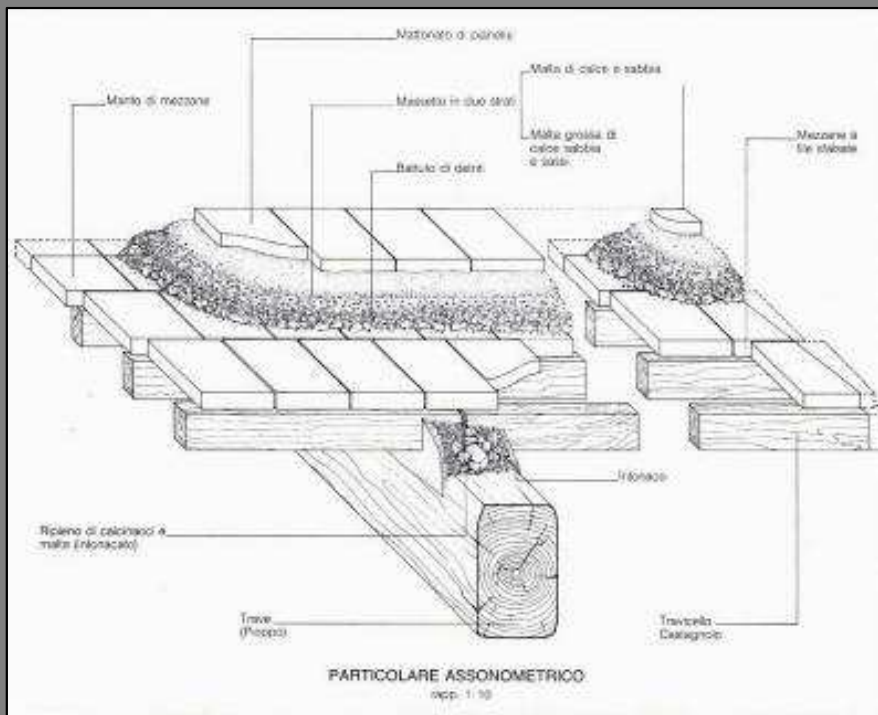 Mattonato di pianelle
Malta di calce e sabbia
Manto di mezzane
Massetto in due strati
Malta grossa di
calce sabbia
e sassi
Mezzane a
file sfalsate
Battuto di detriti
Intonaco
Ripieno di calcinacci e
malta (intonacato)
Trave
(Pioppo)
Travicello
Castagnolo
PARTICOLARE ASSONOMETRICO
rapp. 1:10